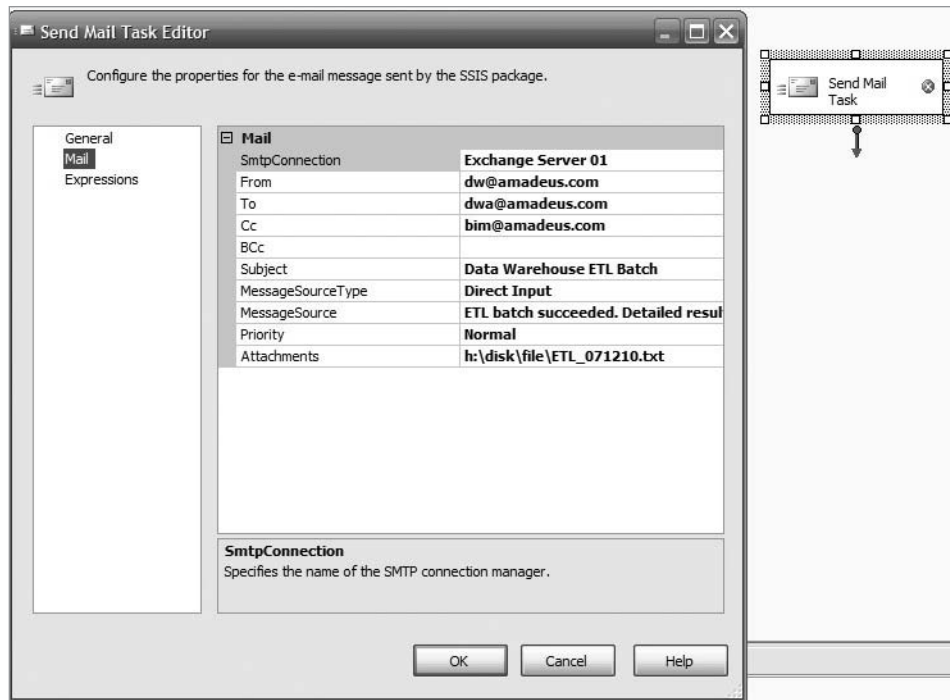 Send Mail Task Editor
Configure the properties for the e-mail message sent by the SSIS package.
General
Mail
Expressions
Mail
SmtpConnection Exchange Server 01
From dw@amadeus.com
To dwa@amadeus.com
Cc bim@amadeus.com
BCc
Subject Data Warehouse ETL Batch
MessageSourceType Direct Input
MessageSource ETL batch succeeded. Detailed resul
Priority Normal
Attachments h:\disk\file\ETL_071210.txt
SmtpConnection
Specifies the name of the SMTP connection manager.
OK Cancel Help
Send Mail
Task